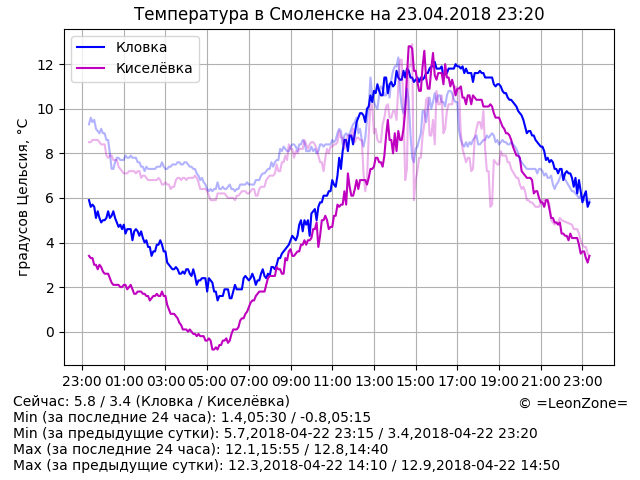 Температура в Смоленске на 23.04.2018 23:20
Кловка
Киселёвка
градусов Цельсия, °C
12
10
8
6
4
2
0
23:00 01:00 03:00 05:00 07:00 09:00 11:00 13:00 15:00 17:00 19:00 21:00 23:00
Сейчас: 5.8 / 3.4 (Кловка / Киселёвка)
© =LeonZone=
Min (за последние 24 часа): 1.4,05:30 / -0.8,05:15
Min (за предыдущие сутки): 5.7,2018-04-22 23:15 / 3.4,2018-04-22 23:20
Max (за последние 24 часа): 12.1,15:55 / 12.8,14:40
Max (за предыдущие сутки): 12.3,2018-04-22 14:10 / 12.9,2018-04-22 14:50